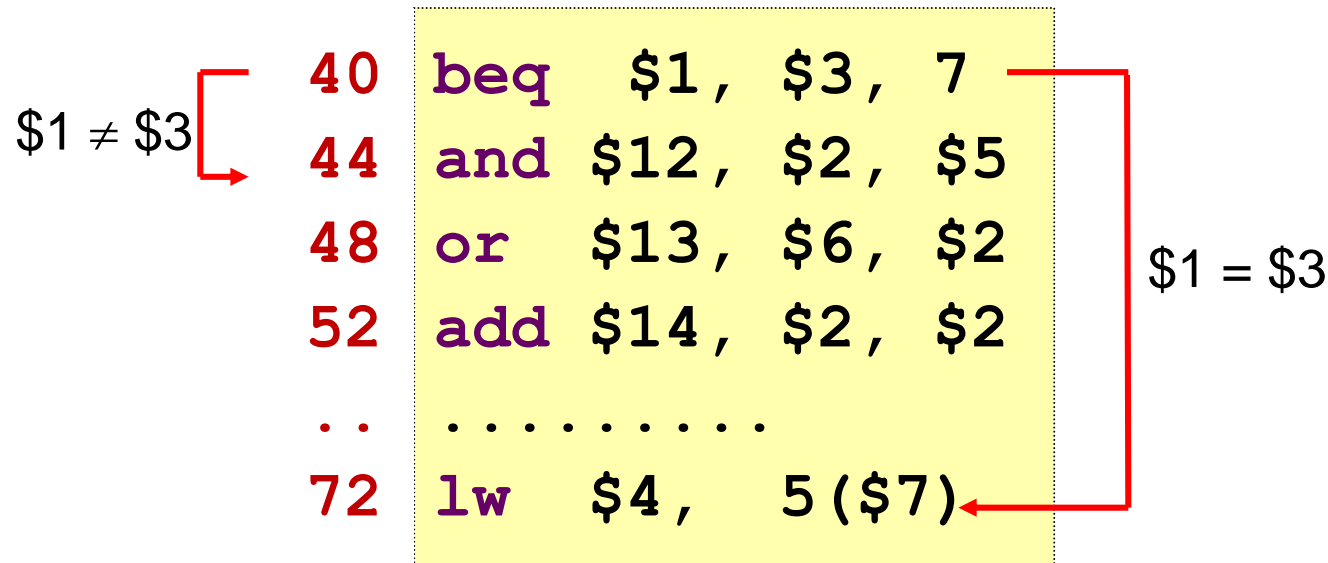 40 beq $1, $3, 7
$1 ≠ $3
44 and $12, $2, $5
48 or $13, $6, $2
$1 = $3
52 add $14, $2, $2
.. .........
72 lw $4, 5($7)